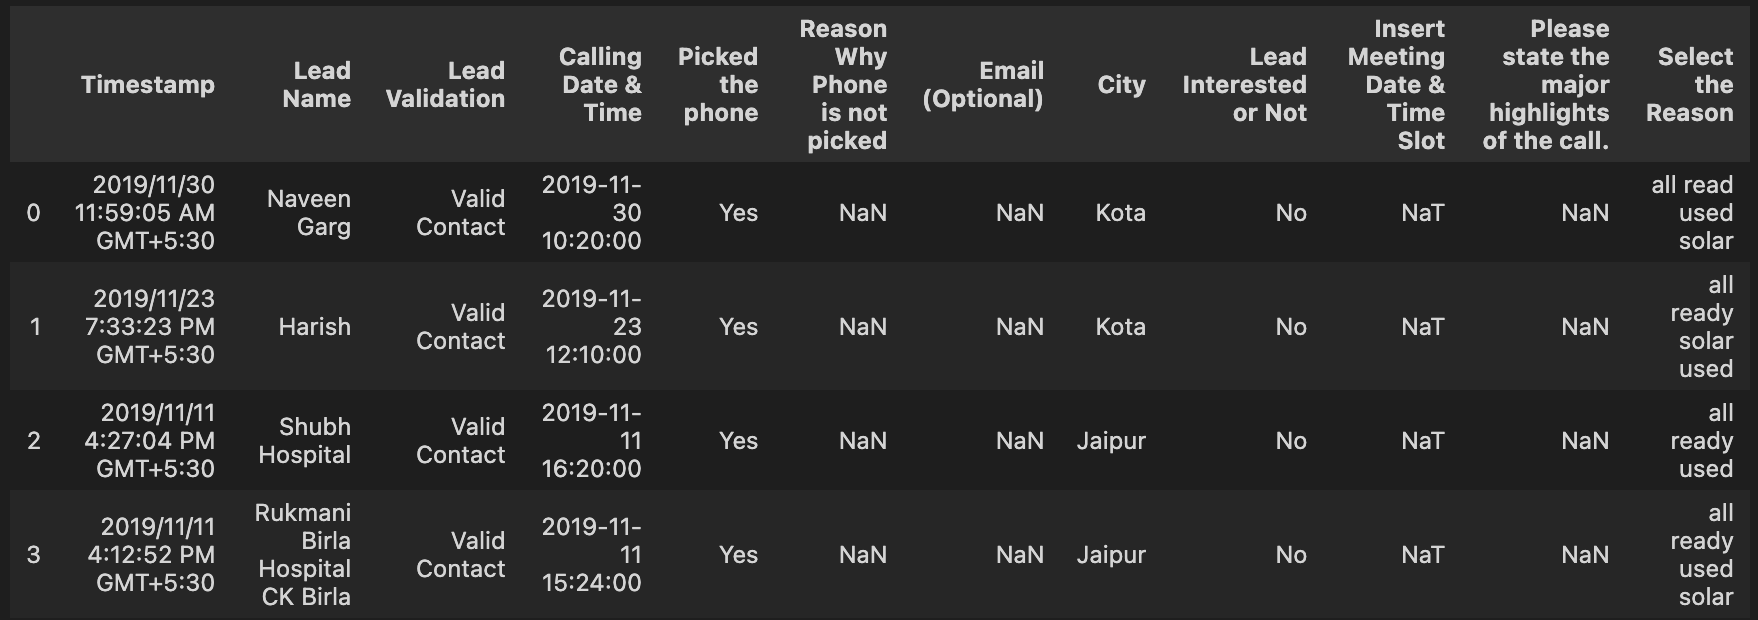 Timestamp Lead Name Lead Validation Calling Date & Time Picked the phone Reason Why Phone is not picked Email (Optional) City Lead Interested or Not Insert Meeting Date & Time Slot Please state the major highlights of the call. Select the Reason
0 2019/11/30 11:59:05 AM GMT+5:30 Naveen Garg Valid Contact 2019-11-30 10:20:00 Yes NaN NaN Kota No NaT NaN all read used solar
1 2019/11/23 7:33:23 PM GMT+5:30 Harish Valid Contact 2019-11-23 12:10:00 Yes NaN NaN Kota No NaT NaN all ready solar used
2 2019/11/11 4:27:04 PM GMT+5:30 Shubh Hospital Valid Contact 2019-11-11 16:20:00 Yes NaN NaN Jaipur No NaT NaN all ready used
3 2019/11/11 4:12:52 PM GMT+5:30 Rukmani Birla Hospital CK Birla Valid Contact 2019-11-11 15:24:00 Yes NaN NaN Jaipur No NaT NaN all ready used solar